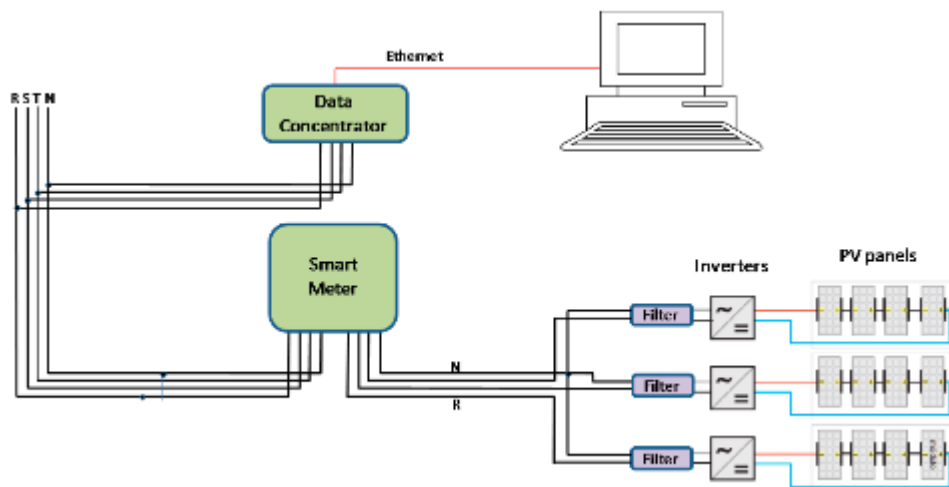 Ethernet
R S T N
Data
Concentrator
Smart
Meter
Inverters
PV panels
Filter
N
Filter
R
Filter